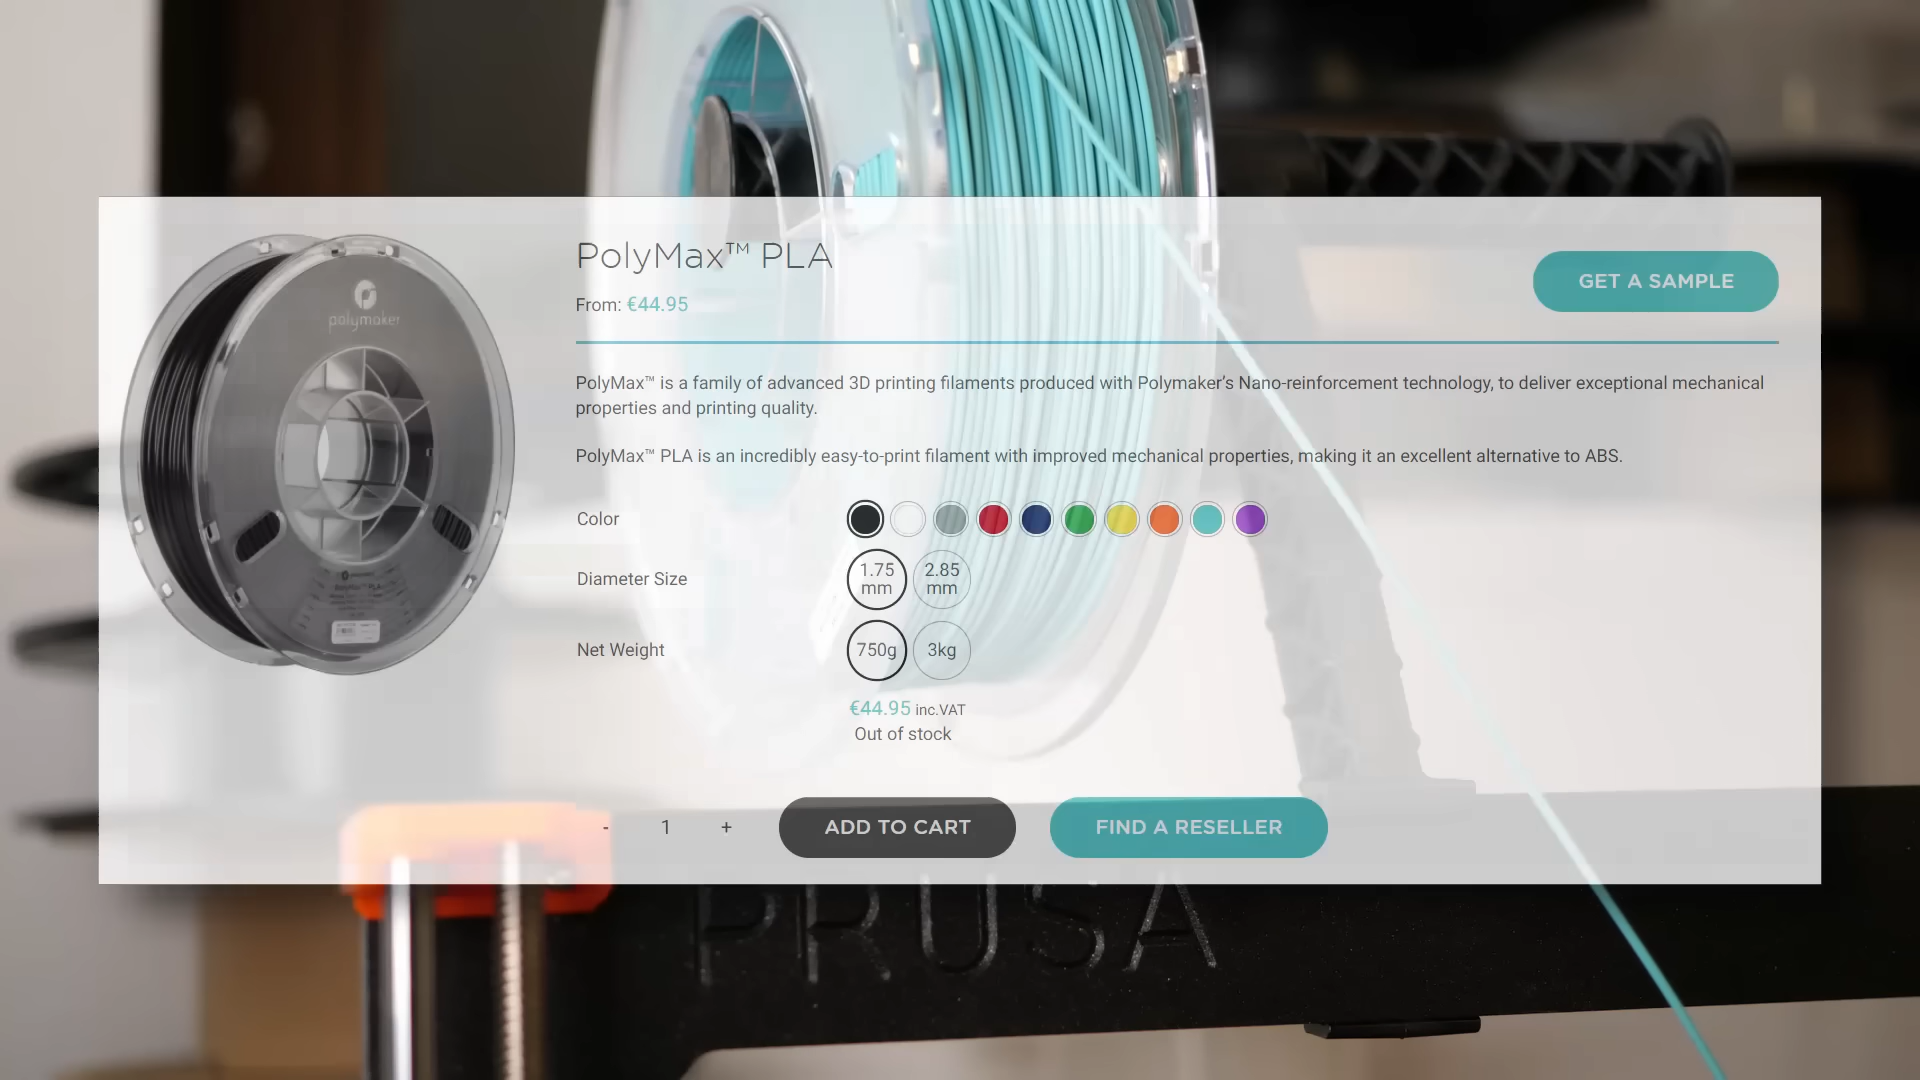 PolyMax™ PLA
GET A SAMPLE
From: €44.95
polymaker
PolyMax™ is a family of advanced 3D printing filaments produced with Polymaker’s Nano-reinforcement technology, to deliver exceptional mechanical
properties and printing quality.
PolyMax™ PLA is an incredibly easy-to-print filament with improved mechanical properties, making it an excellent alternative to ABS.
Color
Diameter Size
1.75
mm
2.85
mm
Net Weight
750g
3kg
€44.95 inc.VAT
Out of stock
-
1
+
ADD TO CART
FIND A RESELLER
PRUSA